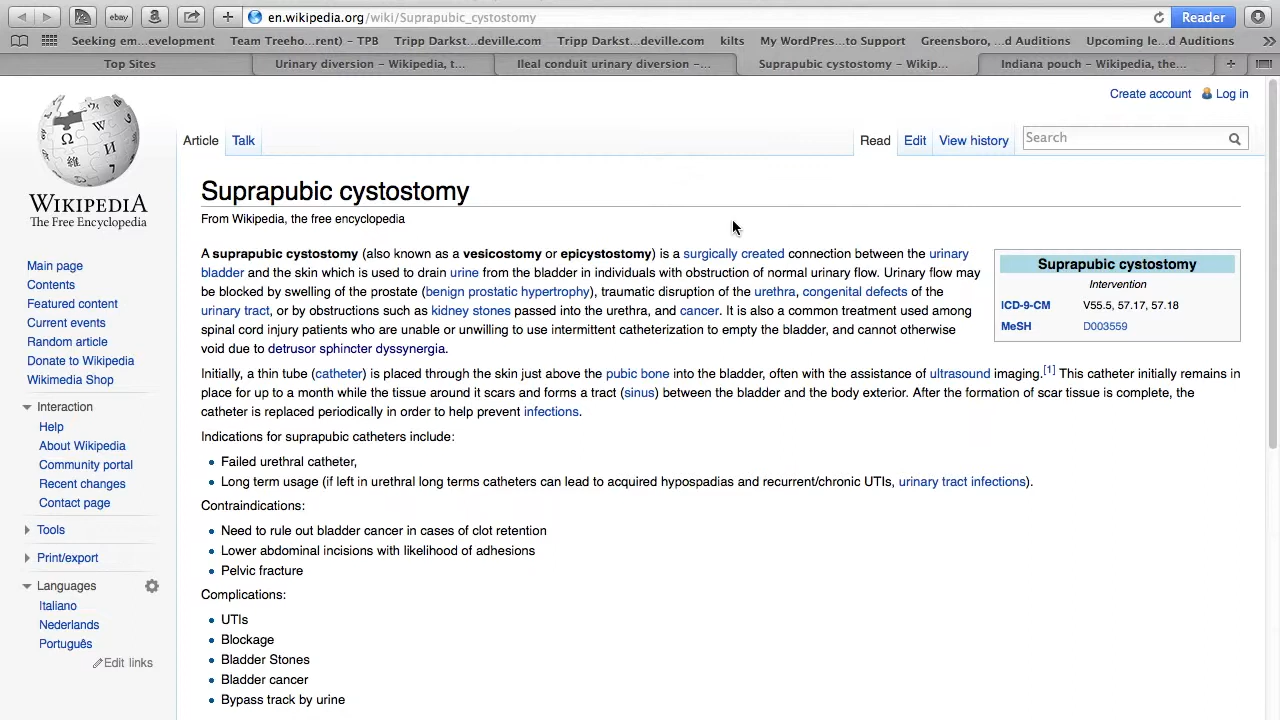 ebay
en.wikipedia.org/wiki/Suprapubic_cystostomy
Reader
Seeking em...evelopment Team Treeho...rent) – TPB Tripp Darkst...deville.com Tripp Darkst...deville.com kilts My WordPres...to Support Greensboro, ...d Auditions Upcoming le...d Auditions
Top Sites Urinary diversion – Wikipedia, t... Ileal conduit urinary diversion –... Suprapubic cystostomy – Wikip... Indiana pouch – Wikipedia, the...
Create account Log in
Article Talk Read Edit View history Search
WIKIPEDIA
The Free Encyclopedia
Main page
Contents
Featured content
Current events
Random article
Donate to Wikipedia
Wikimedia Shop
Interaction
Help
About Wikipedia
Community portal
Recent changes
Contact page
Tools
Print/export
Languages
Italiano
Nederlands
Português
Edit links
Suprapubic cystostomy
From Wikipedia, the free encyclopedia
A suprapubic cystostomy (also known as a vesicostomy or epicystostomy) is a surgically created connection between the urinary
bladder and the skin which is used to drain urine from the bladder in individuals with obstruction of normal urinary flow. Urinary flow may
be blocked by swelling of the prostate (benign prostatic hypertrophy), traumatic disruption of the urethra, congenital defects of the
urinary tract, or by obstructions such as kidney stones passed into the urethra, and cancer. It is also a common treatment used among
spinal cord injury patients who are unable or unwilling to use intermittent catheterization to empty the bladder, and cannot otherwise
void due to detrusor sphincter dyssynergia.
Suprapubic cystostomy
Intervention
ICD-9-CM V55.5, 57.17, 57.18
MeSH D003559
Initially, a thin tube (catheter) is placed through the skin just above the pubic bone into the bladder, often with the assistance of ultrasound imaging.[1] This catheter initially remains in
place for up to a month while the tissue around it scars and forms a tract (sinus) between the bladder and the body exterior. After the formation of scar tissue is complete, the
catheter is replaced periodically in order to help prevent infections.
Indications for suprapubic catheters include:
• Failed urethral catheter,
• Long term usage (if left in urethral long terms catheters can lead to acquired hypospadias and recurrent/chronic UTIs, urinary tract infections).
Contraindications:
• Need to rule out bladder cancer in cases of clot retention
• Lower abdominal incisions with likelihood of adhesions
• Pelvic fracture
Complications:
• UTIs
• Blockage
• Bladder Stones
• Bladder cancer
• Bypass track by urine